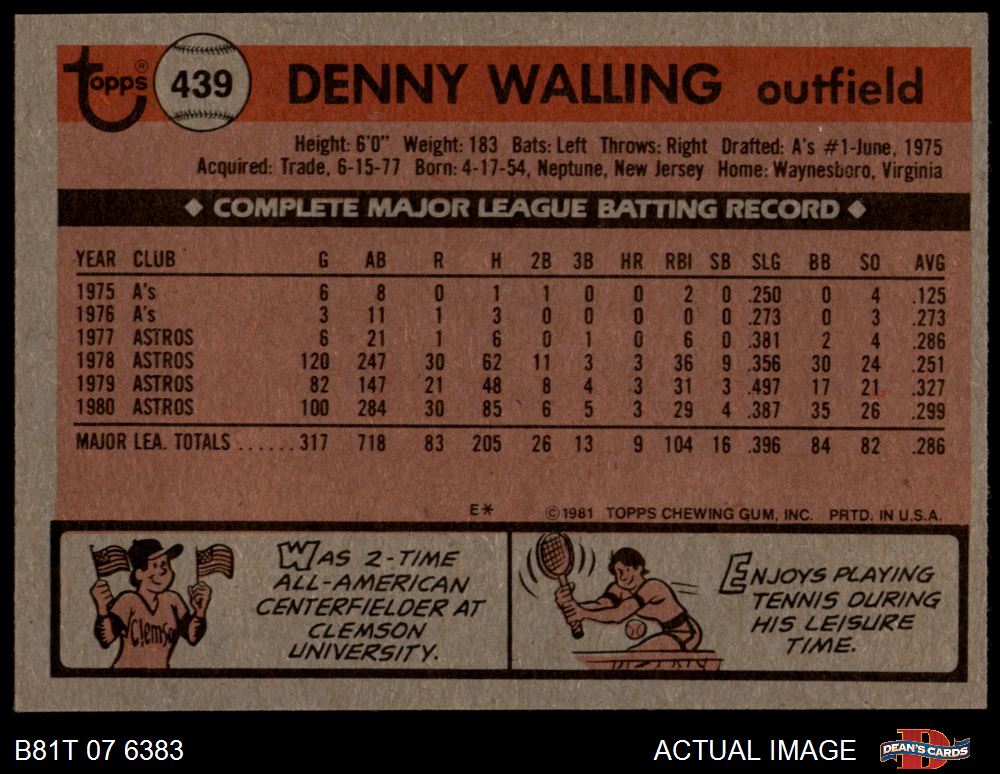 Topps® 439 DENNY WALLING outfield
Height: 6'0" Weight: 183 Bats: Left Throws: Right Drafted: A's #1-June, 1975
Acquired: Trade, 6-15-77 Born: 4-17-54, Neptune, New Jersey Home: Waynesboro, Virginia
◆ COMPLETE MAJOR LEAGUE BATTING RECORD ◆
YEAR CLUB G AB R H 2B 3B HR RBI SB SLG BB SO AVG
1975 A's 6 8 0 1 1 0 0 2 0 .250 0 4 .125
1976 A's 3 11 1 3 0 0 0 0 0 .273 0 3 .273
1977 ASTROS 6 21 1 6 0 1 0 6 0 .381 2 4 .286
1978 ASTROS 120 247 30 62 11 3 3 36 9 .356 30 24 .251
1979 ASTROS 82 147 21 48 8 4 3 31 3 .497 17 21 .327
1980 ASTROS 100 284 30 85 6 5 3 29 4 .387 35 26 .299
MAJOR LEA. TOTALS ......317 718 83 205 26 13 9 104 16 .396 84 82 .286
E* ©1981 TOPPS CHEWING GUM, INC. PRTD. IN U.S.A.
Clemson
WAS 2-TIME
ALL-AMERICAN
CENTERFIELDER AT
CLEMSON
UNIVERSITY.
ENJOYS PLAYING
TENNIS DURING
HIS LEISURE
TIME.
B81T 07 6383 ACTUAL IMAGE DEAN'S CARDS